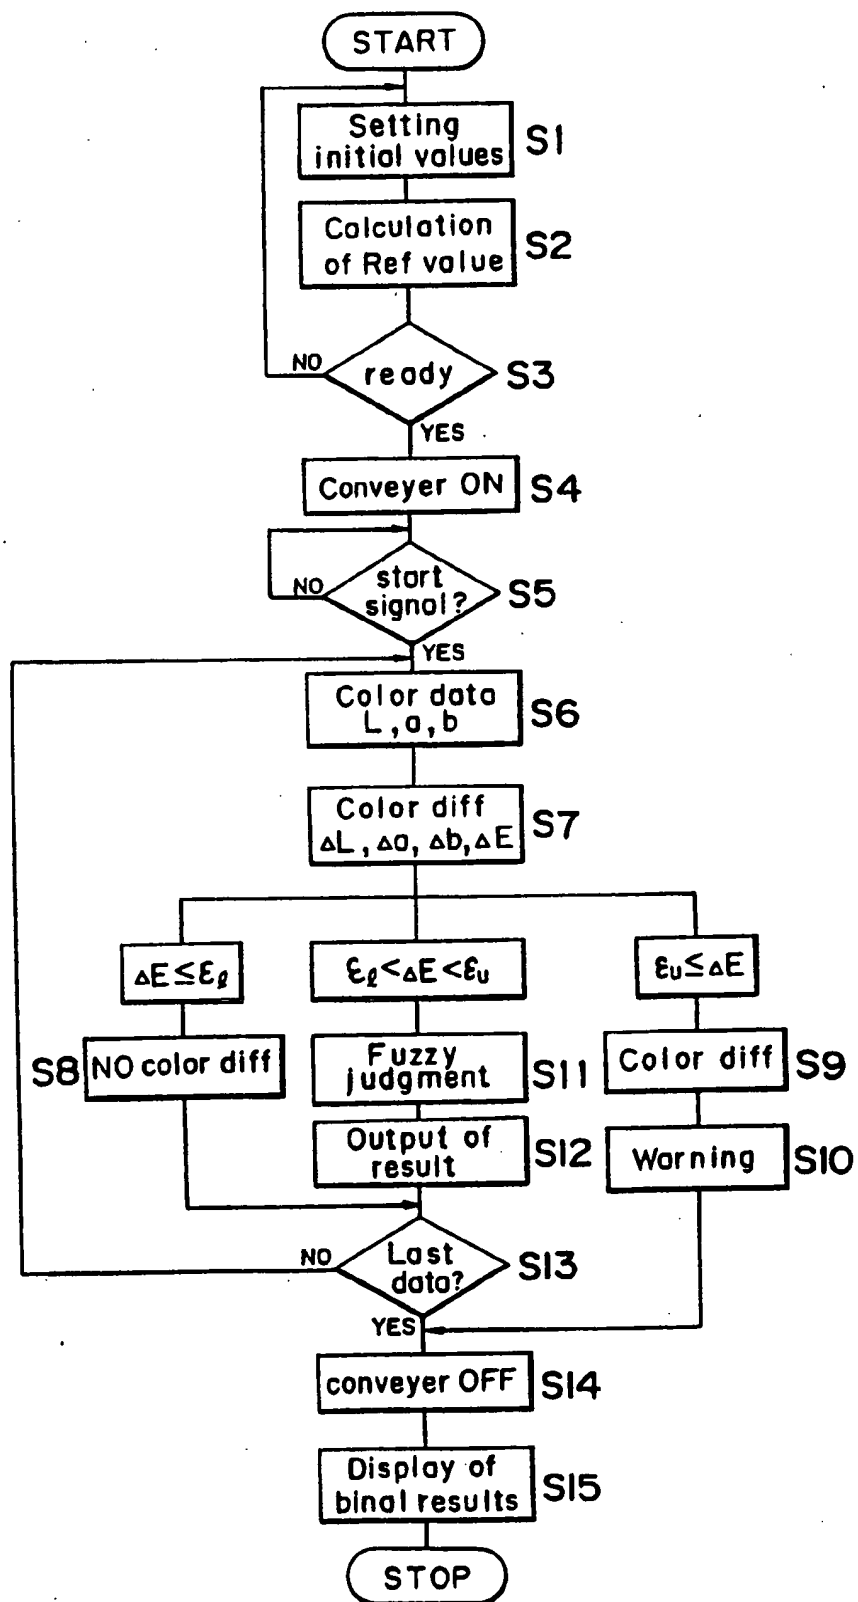 START
Setting
initial values
S1
Calculation
of Ref value
S2
ready
S3
NO
YES
Conveyer ON
S4
start
signal?
S5
NO
YES
Color data
L, a, b
S6
Color diff
ΔL, Δa, Δb, ΔE
S7
ΔE≦εℓ
εℓ<ΔE<εu
εu≦ΔE
S8
NO color diff
Fuzzy
judgment
S11
Color diff
S9
Output of
result
S12
Warning
S10
NO
Last
data?
S13
YES
conveyer OFF
S14
Display of
binal results
S15
STOP